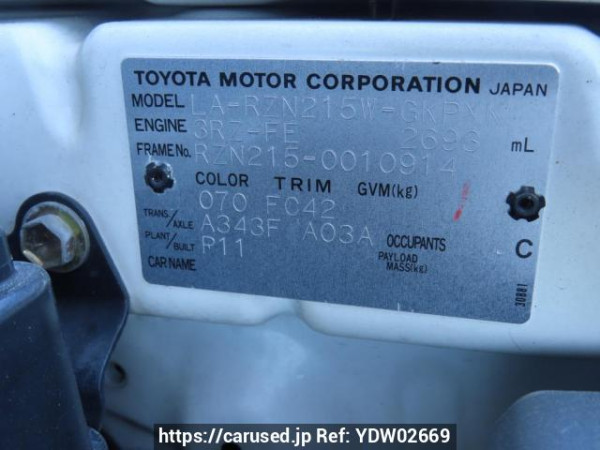 TOYOTA MOTOR CORPORATION JAPAN
MODEL LA-RZN215W-GKPNK
ENGINE 3RZ-FE 2693 mL
FRAME No. RZN215-0010914
COLOR TRIM GVM(kg)
070 FC42
TRANS./AXLE A343F A03A
PLANT/BUILT P11 OCCUPANTS C
CAR NAME PAYLOAD MASS(kg)
30881
https://carused.jp Ref: YDW02669